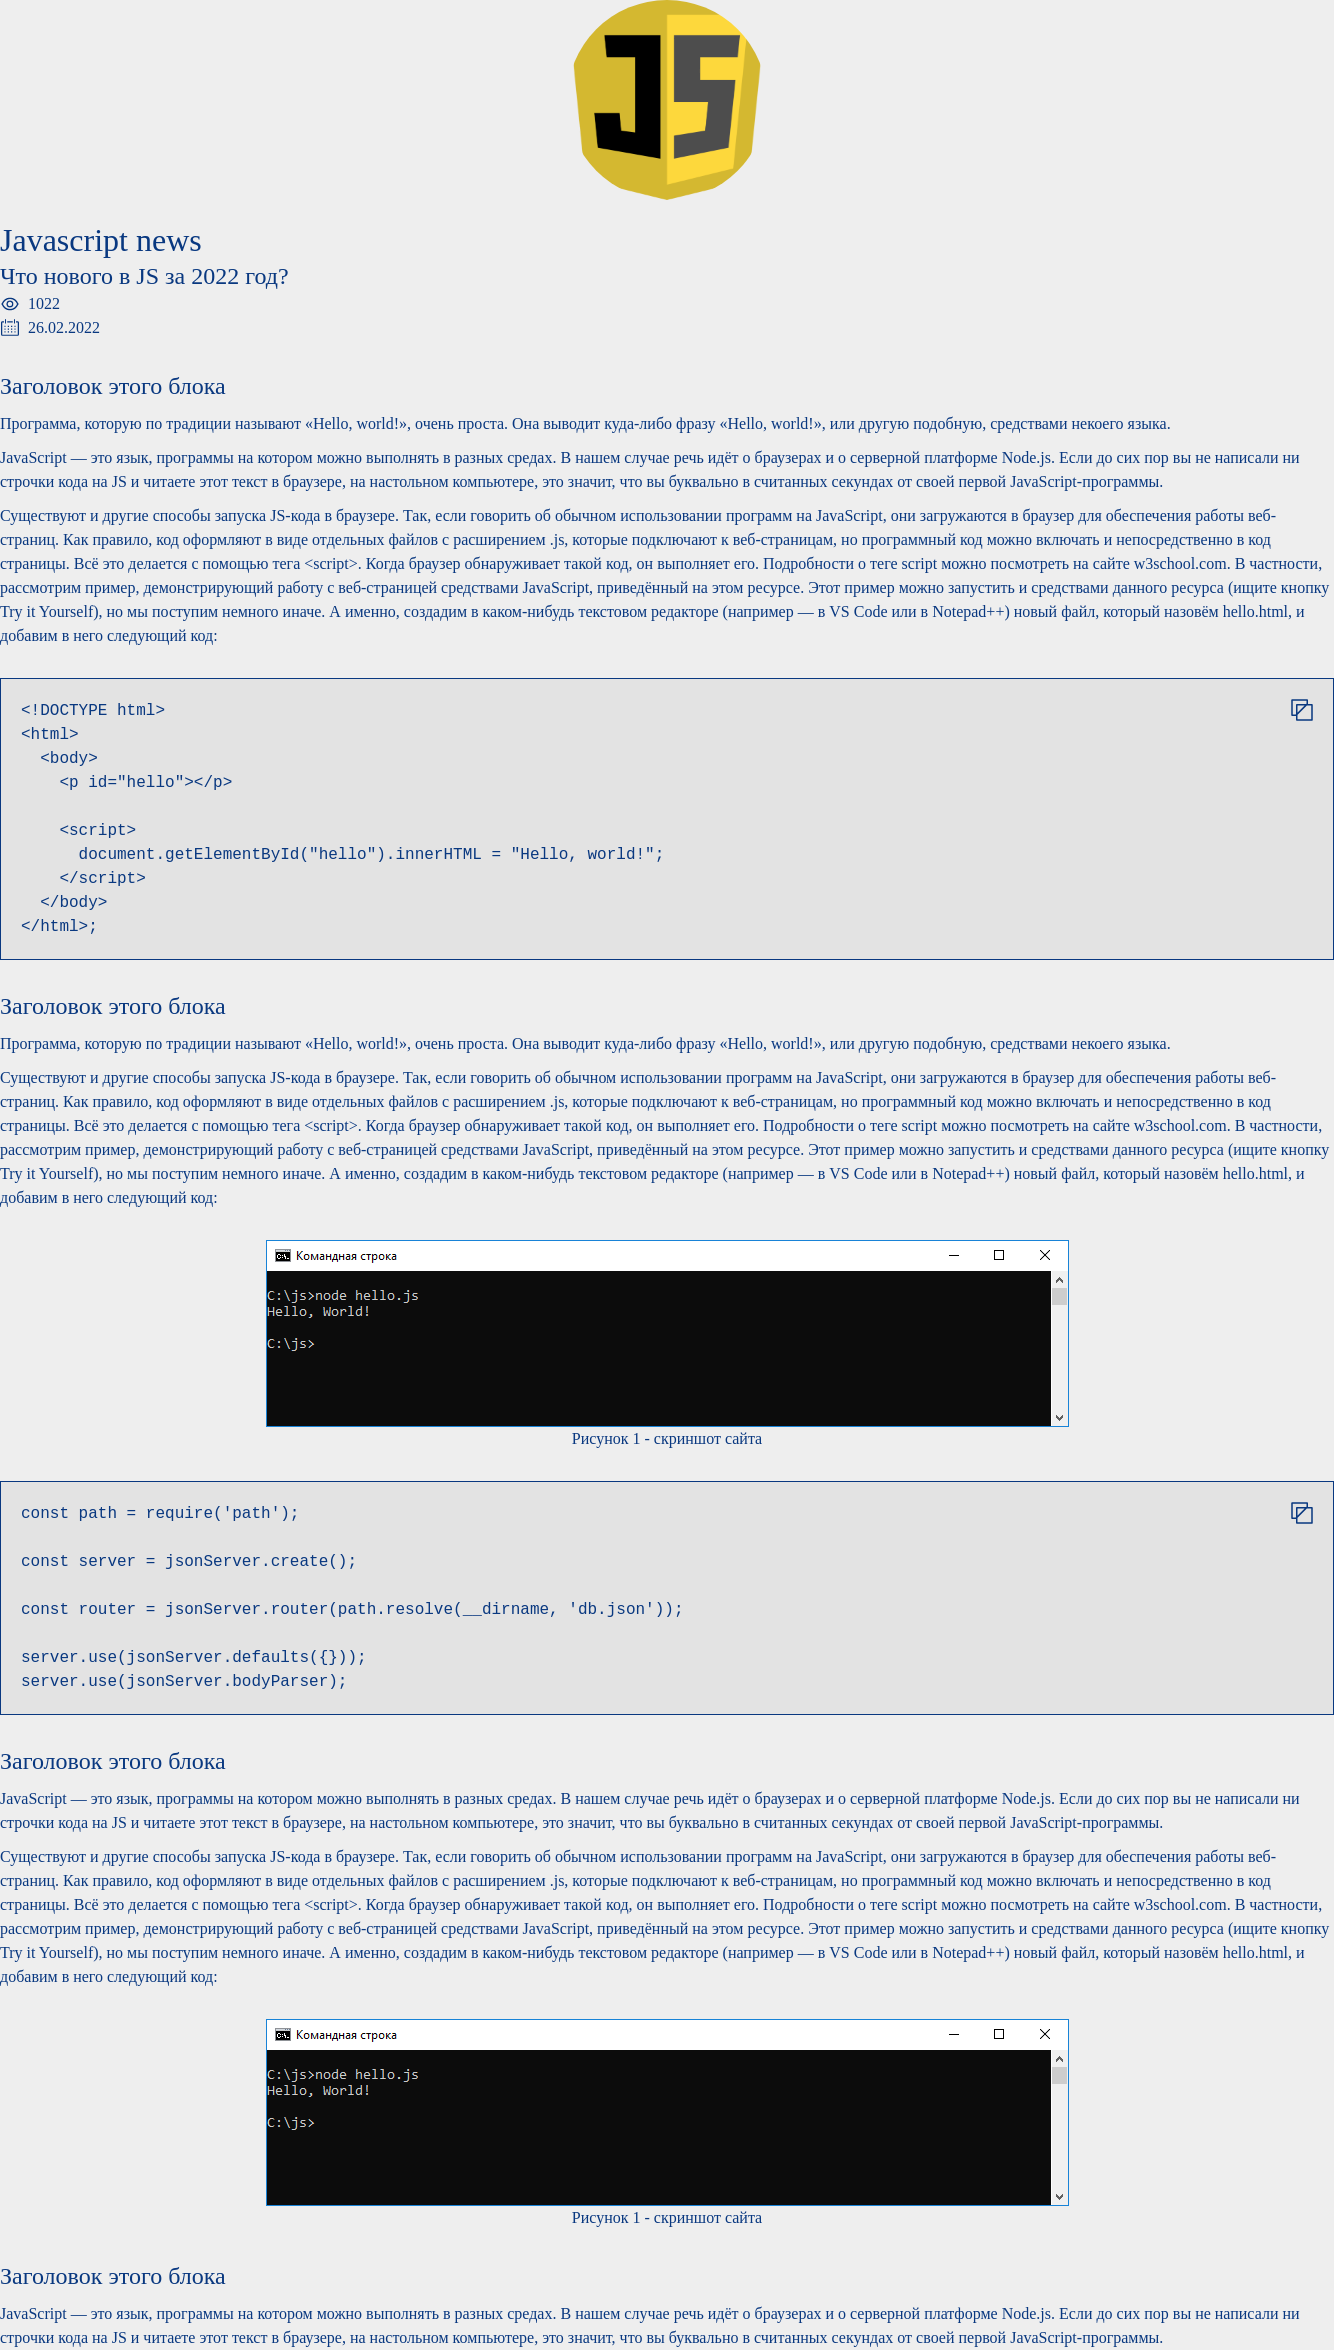 JS
Javascript news
Что нового в JS за 2022 год?
1022
26.02.2022
Заголовок этого блока
Программа, которую по традиции называют «Hello, world!», очень проста. Она выводит куда-либо фразу «Hello, world!», или другую подобную, средствами некоего языка.
JavaScript — это язык, программы на котором можно выполнять в разных средах. В нашем случае речь идёт о браузерах и о серверной платформе Node.js. Если до сих пор вы не написали ни
строчки кода на JS и читаете этот текст в браузере, на настольном компьютере, это значит, что вы буквально в считанных секундах от своей первой JavaScript-программы.
Существуют и другие способы запуска JS-кода в браузере. Так, если говорить об обычном использовании программ на JavaScript, они загружаются в браузер для обеспечения работы веб-
страниц. Как правило, код оформляют в виде отдельных файлов с расширением .js, которые подключают к веб-страницам, но программный код можно включать и непосредственно в код
страницы. Всё это делается с помощью тега <script>. Когда браузер обнаруживает такой код, он выполняет его. Подробности о теге script можно посмотреть на сайте w3school.com. В частности,
рассмотрим пример, демонстрирующий работу с веб-страницей средствами JavaScript, приведённый на этом ресурсе. Этот пример можно запустить и средствами данного ресурса (ищите кнопку
Try it Yourself), но мы поступим немного иначе. А именно, создадим в каком-нибудь текстовом редакторе (например — в VS Code или в Notepad++) новый файл, который назовём hello.html, и
добавим в него следующий код:
<!DOCTYPE html>
<html>
  <body>
    <p id="hello"></p>

    <script>
      document.getElementById("hello").innerHTML = "Hello, world!";
    </script>
  </body>
</html>;
Заголовок этого блока
Программа, которую по традиции называют «Hello, world!», очень проста. Она выводит куда-либо фразу «Hello, world!», или другую подобную, средствами некоего языка.
Существуют и другие способы запуска JS-кода в браузере. Так, если говорить об обычном использовании программ на JavaScript, они загружаются в браузер для обеспечения работы веб-
страниц. Как правило, код оформляют в виде отдельных файлов с расширением .js, которые подключают к веб-страницам, но программный код можно включать и непосредственно в код
страницы. Всё это делается с помощью тега <script>. Когда браузер обнаруживает такой код, он выполняет его. Подробности о теге script можно посмотреть на сайте w3school.com. В частности,
рассмотрим пример, демонстрирующий работу с веб-страницей средствами JavaScript, приведённый на этом ресурсе. Этот пример можно запустить и средствами данного ресурса (ищите кнопку
Try it Yourself), но мы поступим немного иначе. А именно, создадим в каком-нибудь текстовом редакторе (например — в VS Code или в Notepad++) новый файл, который назовём hello.html, и
добавим в него следующий код:
Командная строка
C:\js>node hello.js
Hello, World!
C:\js>
Рисунок 1 - скриншот сайта
const path = require('path');

const server = jsonServer.create();

const router = jsonServer.router(path.resolve(__dirname, 'db.json'));

server.use(jsonServer.defaults({}));
server.use(jsonServer.bodyParser);
Заголовок этого блока
JavaScript — это язык, программы на котором можно выполнять в разных средах. В нашем случае речь идёт о браузерах и о серверной платформе Node.js. Если до сих пор вы не написали ни
строчки кода на JS и читаете этот текст в браузере, на настольном компьютере, это значит, что вы буквально в считанных секундах от своей первой JavaScript-программы.
Существуют и другие способы запуска JS-кода в браузере. Так, если говорить об обычном использовании программ на JavaScript, они загружаются в браузер для обеспечения работы веб-
страниц. Как правило, код оформляют в виде отдельных файлов с расширением .js, которые подключают к веб-страницам, но программный код можно включать и непосредственно в код
страницы. Всё это делается с помощью тега <script>. Когда браузер обнаруживает такой код, он выполняет его. Подробности о теге script можно посмотреть на сайте w3school.com. В частности,
рассмотрим пример, демонстрирующий работу с веб-страницей средствами JavaScript, приведённый на этом ресурсе. Этот пример можно запустить и средствами данного ресурса (ищите кнопку
Try it Yourself), но мы поступим немного иначе. А именно, создадим в каком-нибудь текстовом редакторе (например — в VS Code или в Notepad++) новый файл, который назовём hello.html, и
добавим в него следующий код:
Командная строка
C:\js>node hello.js
Hello, World!
C:\js>
Рисунок 1 - скриншот сайта
Заголовок этого блока
JavaScript — это язык, программы на котором можно выполнять в разных средах. В нашем случае речь идёт о браузерах и о серверной платформе Node.js. Если до сих пор вы не написали ни
строчки кода на JS и читаете этот текст в браузере, на настольном компьютере, это значит, что вы буквально в считанных секундах от своей первой JavaScript-программы.